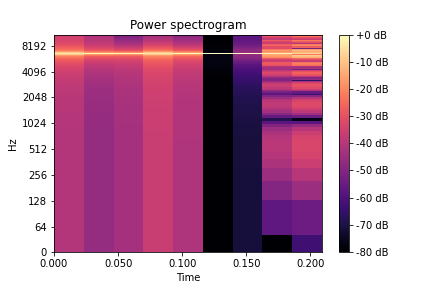 Power spectrogram
8192
4096
2048
1024
512
256
128
64
0
Hz
0.000 0.050 0.100 0.150 0.200
Time
+0 dB
-10 dB
-20 dB
-30 dB
-40 dB
-50 dB
-60 dB
-70 dB
-80 dB